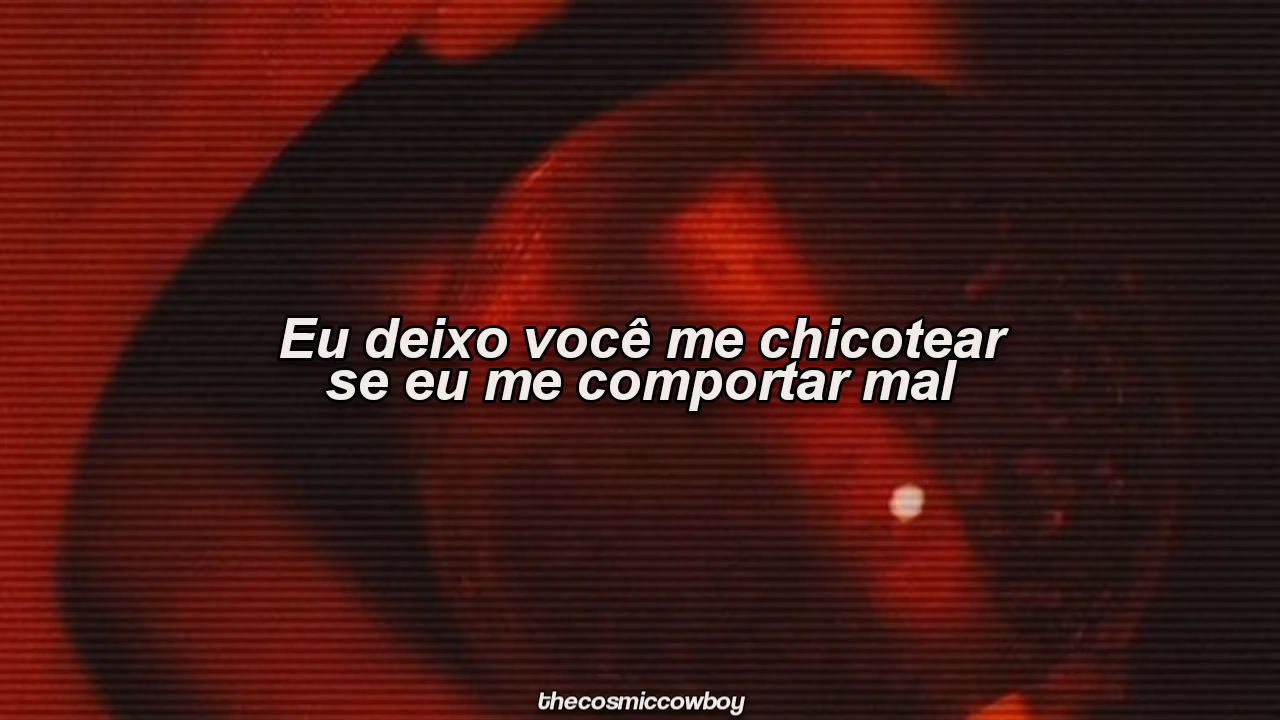 Eu deixo você me chicotear
se eu me comportar mal
thecosmiccowboy